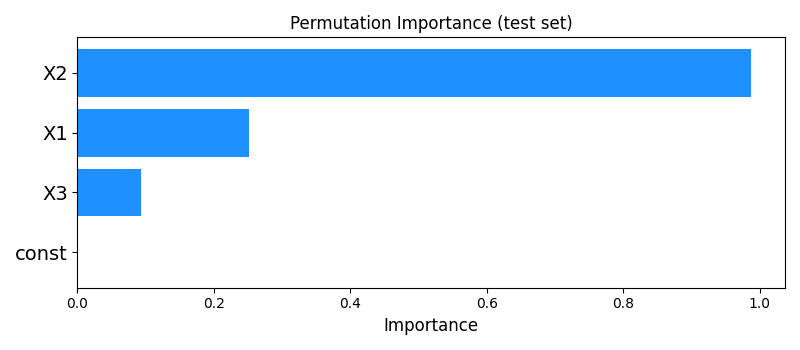 Permutation Importance (test set)
X2
X1
X3
const
0.0 0.2 0.4 0.6 0.8 1.0
Importance